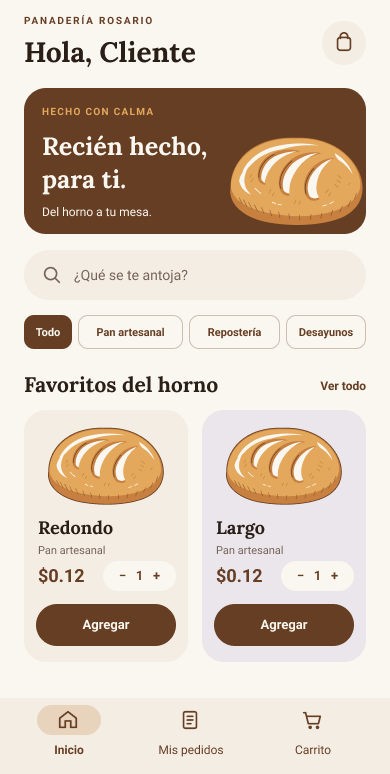 PANADERÍA ROSARIO
Hola, Cliente
HECHO CON CALMA
Recién hecho,
para ti.
Del horno a tu mesa.
¿Qué se te antoja?
Todo Pan artesanal Repostería Desayunos
Favoritos del horno Ver todo
Redondo
Pan artesanal
$0.12 − 1 +
Agregar
Largo
Pan artesanal
$0.12 − 1 +
Agregar
Inicio Mis pedidos Carrito